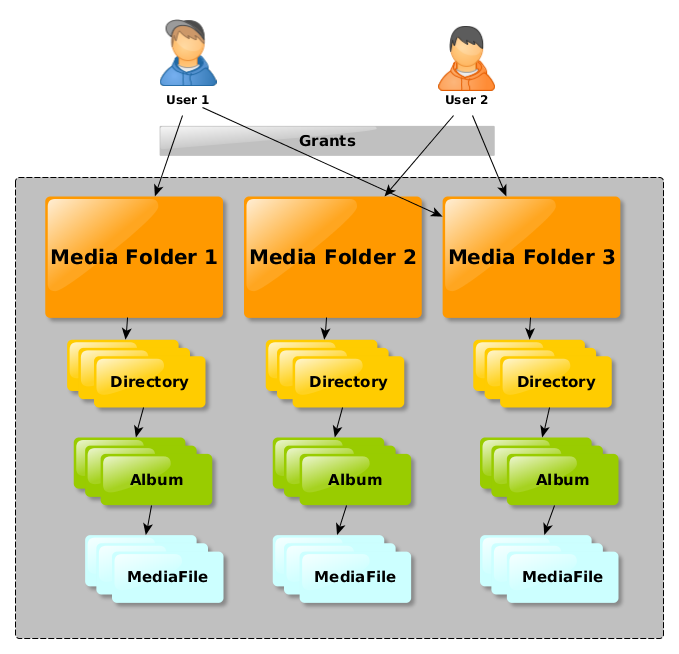 User 1
User 2
Grants
Media Folder 1
Media Folder 2
Media Folder 3
Directory
Directory
Directory
Album
Album
Album
MediaFile
MediaFile
MediaFile